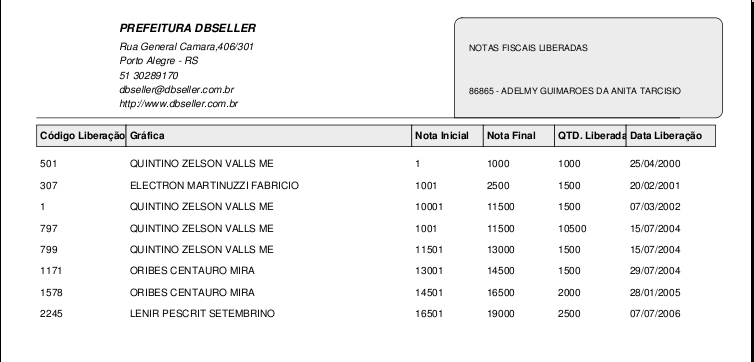 PREFEITURA DBSELLER
Rua General Camara,406/301
Porto Alegre - RS
51 30289170
dbseller@dbseller.com.br
http://www.dbseller.com.br
NOTAS FISCAIS LIBERADAS
86865 - ADELMY GUIMAROES DA ANITA TARCISIO
Código Liberação Gráfica Nota Inicial Nota Final QTD. Liberada Data Liberação
501 QUINTINO ZELSON VALLS ME 1 1000 1000 25/04/2000
307 ELECTRON MARTINUZZI FABRICIO 1001 2500 1500 20/02/2001
1 QUINTINO ZELSON VALLS ME 10001 11500 1500 07/03/2002
797 QUINTINO ZELSON VALLS ME 1001 11500 10500 15/07/2004
799 QUINTINO ZELSON VALLS ME 11501 13000 1500 15/07/2004
1171 ORIBES CENTAURO MIRA 13001 14500 1500 29/07/2004
1578 ORIBES CENTAURO MIRA 14501 16500 2000 28/01/2005
2245 LENIR PESCRIT SETEMBRINO 16501 19000 2500 07/07/2006